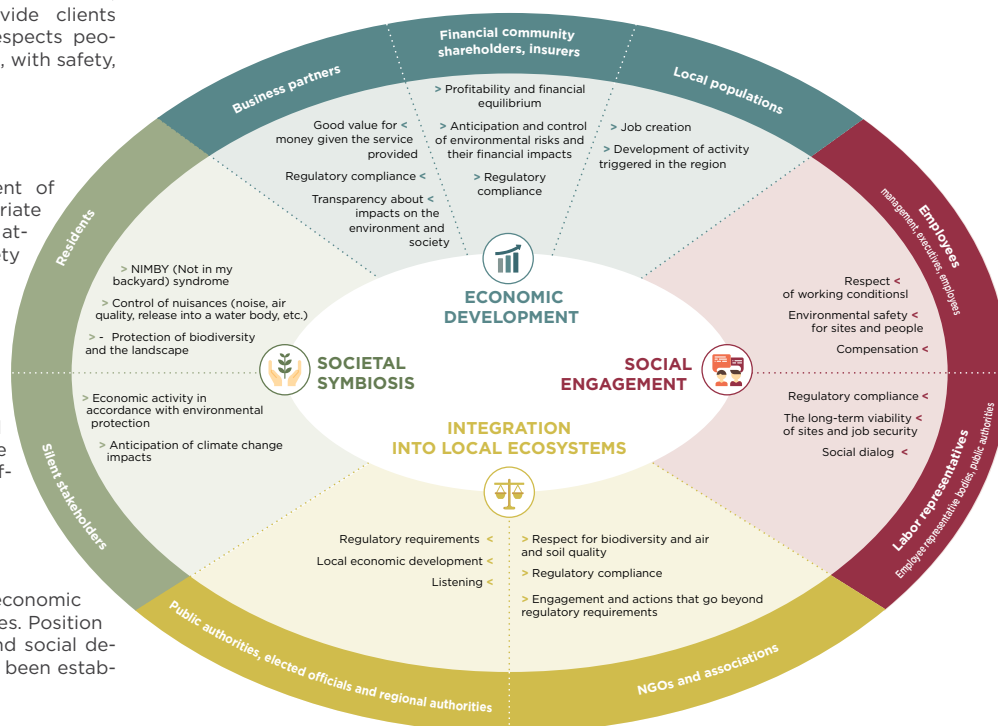 vide clients
espects peo-
, with safety,
ent of
riate
at-
ety
e
f-
economic
es. Position
nd social de-
been estab-
Business partners
Financial community
shareholders, insurers
Local populations
Good value for <
money given the service
provided
Regulatory compliance <
Transparency about <
impacts on the
environment and
society
> Profitability and financial
equilibrium
> Anticipation and control
of environmental risks and
their financial impacts
> Regulatory
compliance
> Job creation
> Development of activity
triggered in the region
ECONOMIC
DEVELOPMENT
Residents
> NIMBY (Not in my
backyard) syndrome
> Control of nuisances (noise, air
quality, release into a water body, etc.)
> - Protection of biodiversity
and the landscape
SOCIETAL
SYMBIOSIS
Silent stakeholders
> Economic activity in
accordance with environmental
protection
> Anticipation of climate change
impacts
Employees
management, executives, employees
Respect <
of working conditionsl
Environmental safety <
for sites and people
Compensation <
SOCIAL
ENGAGEMENT
Regulatory compliance <
The long-term viability <
of sites and job security
Social dialog <
Labor representatives
Employee representative bodies, public authorities
INTEGRATION
INTO LOCAL ECOSYSTEMS
Regulatory requirements <
Local economic development <
Listening <
> Respect for biodiversity and air
and soil quality
> Regulatory compliance
> Engagement and actions that go beyond
regulatory requirements
Public authorities, elected officials and regional authorities
NGOs and associations